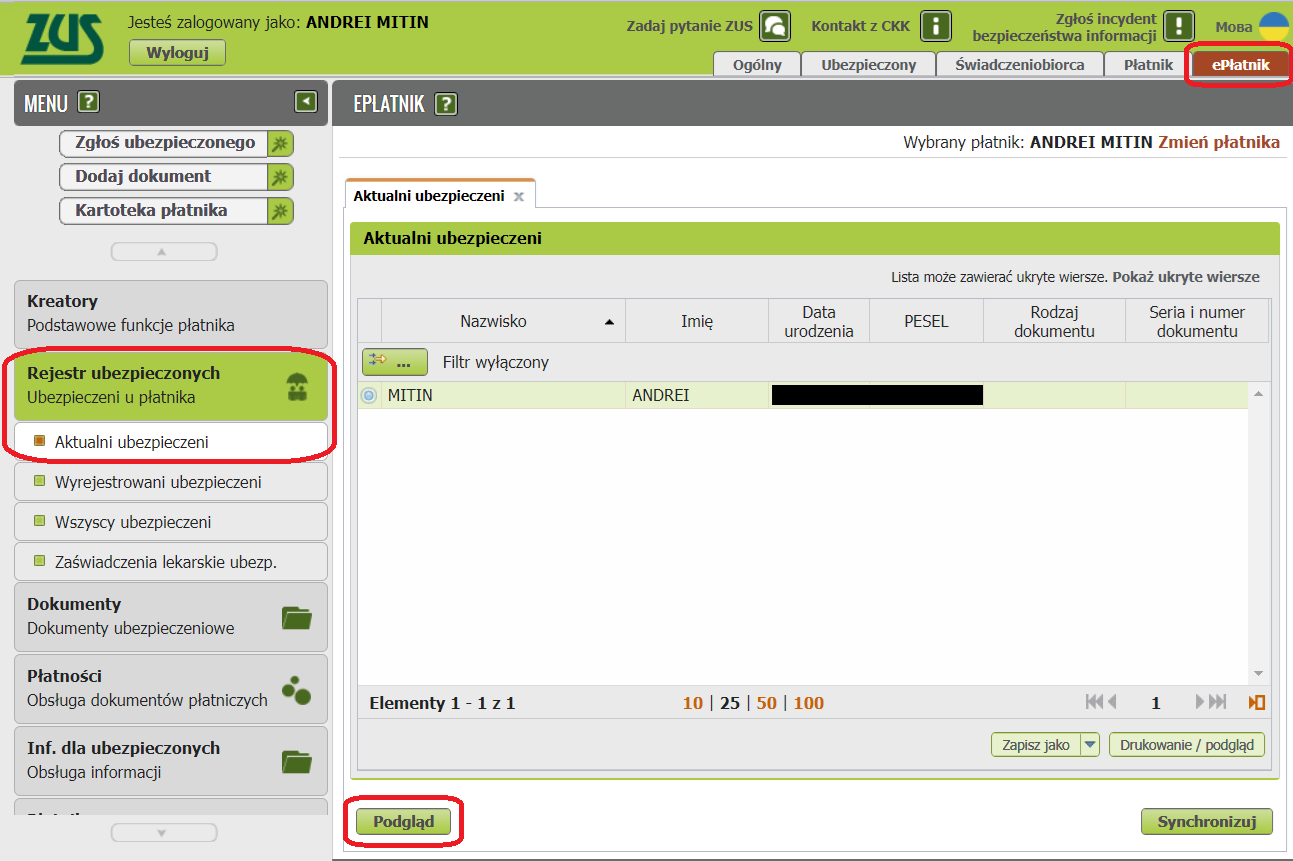 ZUS
Jesteś zalogowany jako: ANDREI MITIN
Wyloguj
Zadaj pytanie ZUS
Kontakt z CKK
Zgłoś incydent
bezpieczeństwa informacji
Мова
Ogólny
Ubezpieczony
Świadczeniobiorca
Płatnik
ePłatnik
MENU ?
Zgłoś ubezpieczonego
Dodaj dokument
Kartoteka płatnika
Kreatory
Podstawowe funkcje płatnika
Rejestr ubezpieczonych
Ubezpieczeni u płatnika
Aktualni ubezpieczeni
Wyrejestrowani ubezpieczeni
Wszyscy ubezpieczeni
Zaświadczenia lekarskie ubezp.
Dokumenty
Dokumenty ubezpieczeniowe
Płatności
Obsługa dokumentów płatniczych
Inf. dla ubezpieczonych
Obsługa informacji
EPLATNIK ?
Wybrany płatnik: ANDREI MITIN Zmień płatnika
Aktualni ubezpieczeni x
Aktualni ubezpieczeni
Lista może zawierać ukryte wiersze. Pokaż ukryte wiersze
Nazwisko
Imię
Data
urodzenia
PESEL
Rodzaj
dokumentu
Seria i numer
dokumentu
... Filtr wyłączony
MITIN ANDREI
Elementy 1 - 1 z 1
10 | 25 | 50 | 100
1
Zapisz jako
Drukowanie / podgląd
Podgląd
Synchronizuj